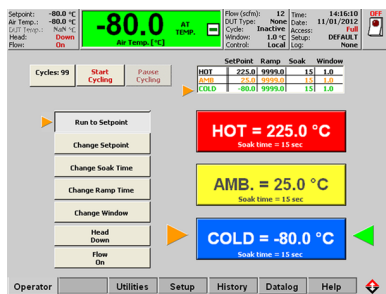 Setpoint: -80.0 °C
Air Temp.: -80.0 °C
DUT Temp.: NaN °C
Head: Down
Flow: On
-80.0
Air Temp. [°C]
AT
TEMP.
Flow (scfm): 12
DUT Type: None
Cycle: Inactive
Window: 1.0 °C
Control: Local
Time: 14:16:10
Date: 11/01/2012
Access: Full
Setup: DEFAULT
Log: None
OFF
Cycles: 99
Start Cycling
Pause Cycling
SetPoint Ramp Soak Window
HOT 225.0 9999.0 15 1.0
AMB 25.0 9999.0 15 1.0
COLD -80.0 9999.0 15 1.0
Run to Setpoint
Change Setpoint
Change Soak Time
Change Ramp Time
Change Window
Head
Down
Flow
On
HOT = 225.0 °C
Soak time = 15 sec
AMB. = 25.0 °C
Soak time = 15 sec
COLD = -80.0 °C
Soak time = 15 sec
Operator Utilities Setup History Datalog Help